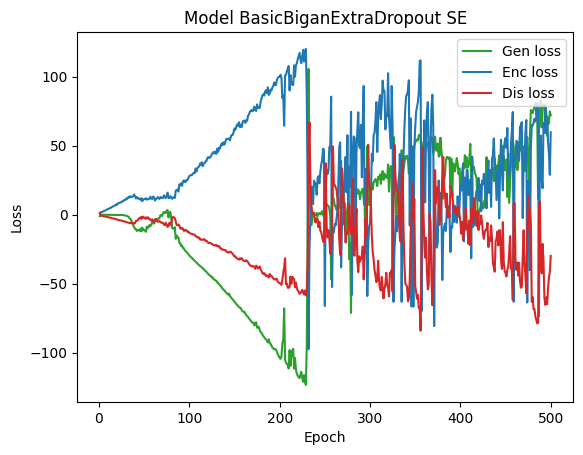 Model BasicBiganExtraDropout SE
Gen loss
Enc loss
Dis loss
Loss
100
50
0
−50
−100
0 100 200 300 400 500
Epoch